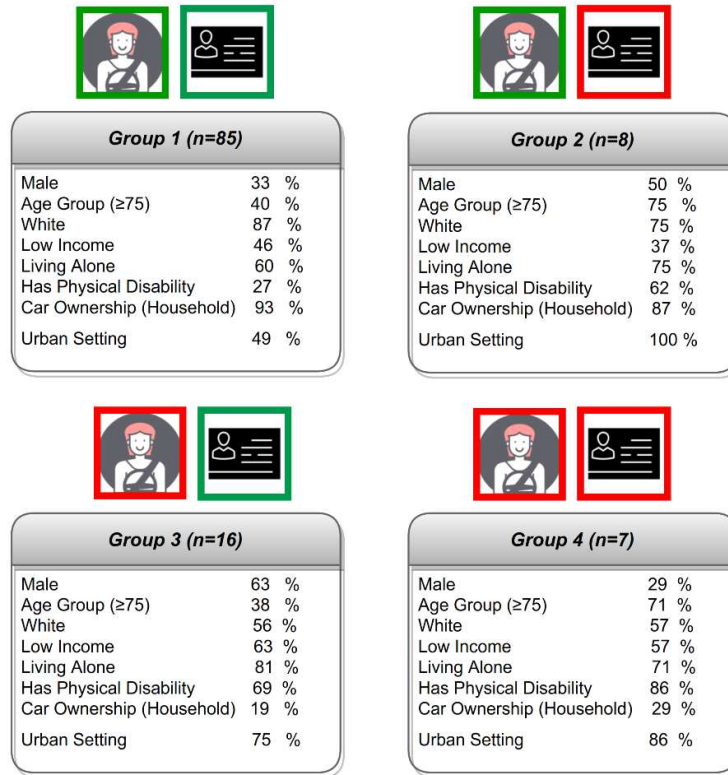 Group 1 (n=85)
Male 33 %
Age Group (≥75) 40 %
White 87 %
Low Income 46 %
Living Alone 60 %
Has Physical Disability 27 %
Car Ownership (Household) 93 %
Urban Setting 49 %
Group 2 (n=8)
Male 50 %
Age Group (≥75) 75 %
White 75 %
Low Income 37 %
Living Alone 75 %
Has Physical Disability 62 %
Car Ownership (Household) 87 %
Urban Setting 100 %
Group 3 (n=16)
Male 63 %
Age Group (≥75) 38 %
White 56 %
Low Income 63 %
Living Alone 81 %
Has Physical Disability 69 %
Car Ownership (Household) 19 %
Urban Setting 75 %
Group 4 (n=7)
Male 29 %
Age Group (≥75) 71 %
White 57 %
Low Income 57 %
Living Alone 71 %
Has Physical Disability 86 %
Car Ownership (Household) 29 %
Urban Setting 86 %